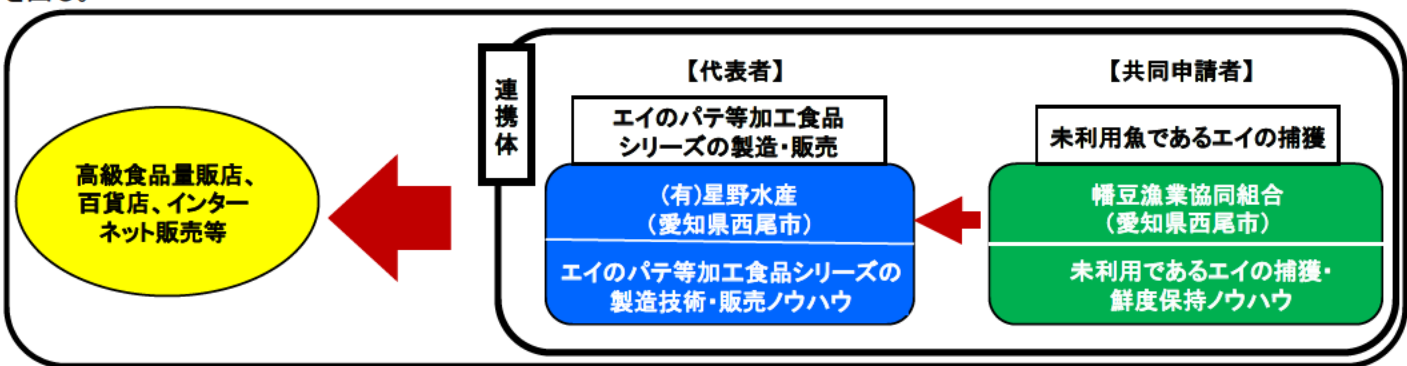 連携体
【代表者】
エイのパテ等加工食品
シリーズの製造・販売
(有)星野水産
(愛知県西尾市)
エイのパテ等加工食品シリーズの
製造技術・販売ノウハウ
【共同申請者】
未利用魚であるエイの捕獲
幡豆漁業協同組合
(愛知県西尾市)
未利用であるエイの捕獲・
鮮度保持ノウハウ
高級食品量販店、
百貨店、インター
ネット販売等